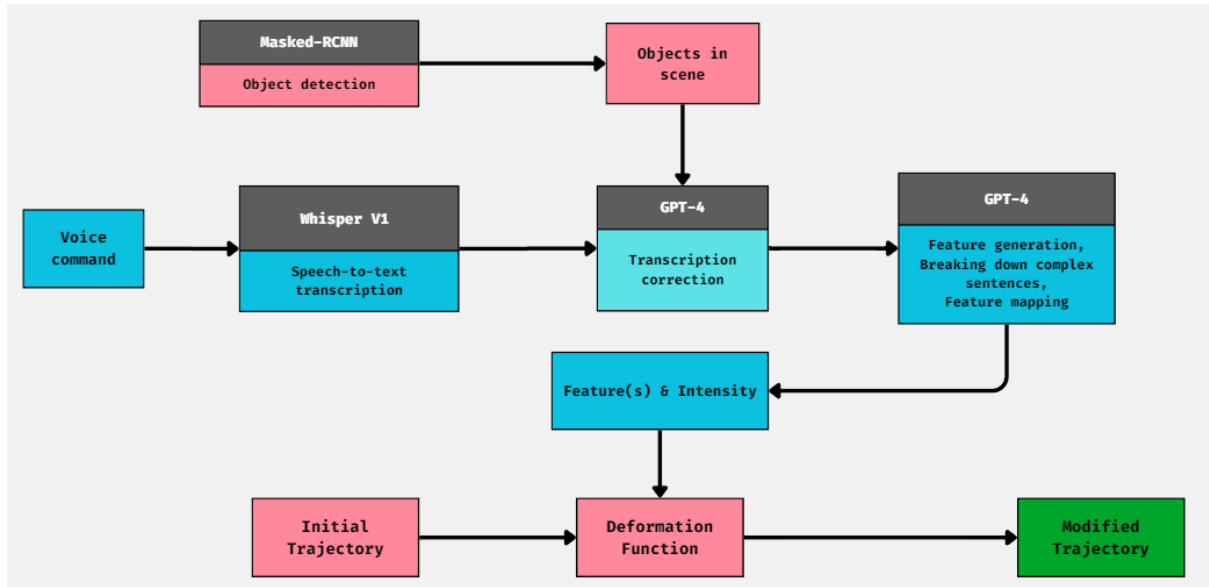 Masked-RCNN
Object detection
Objects in
scene
Voice
command
Whisper V1
Speech-to-text
transcription
GPT-4
Transcription
correction
GPT-4
Feature generation,
Breaking down complex
sentences,
Feature mapping
Feature(s) & Intensity
Initial
Trajectory
Deformation
Function
Modified
Trajectory